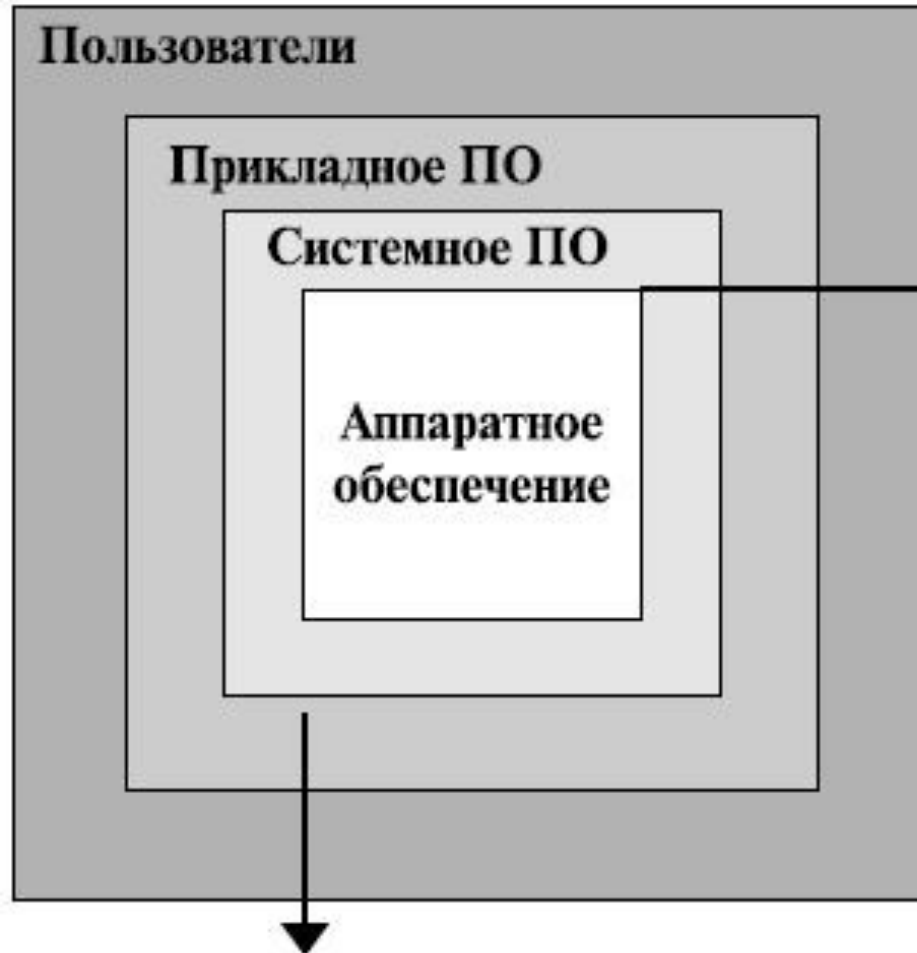 Пользователи
Прикладное ПО
Системное ПО
Аппаратное
обеспечение